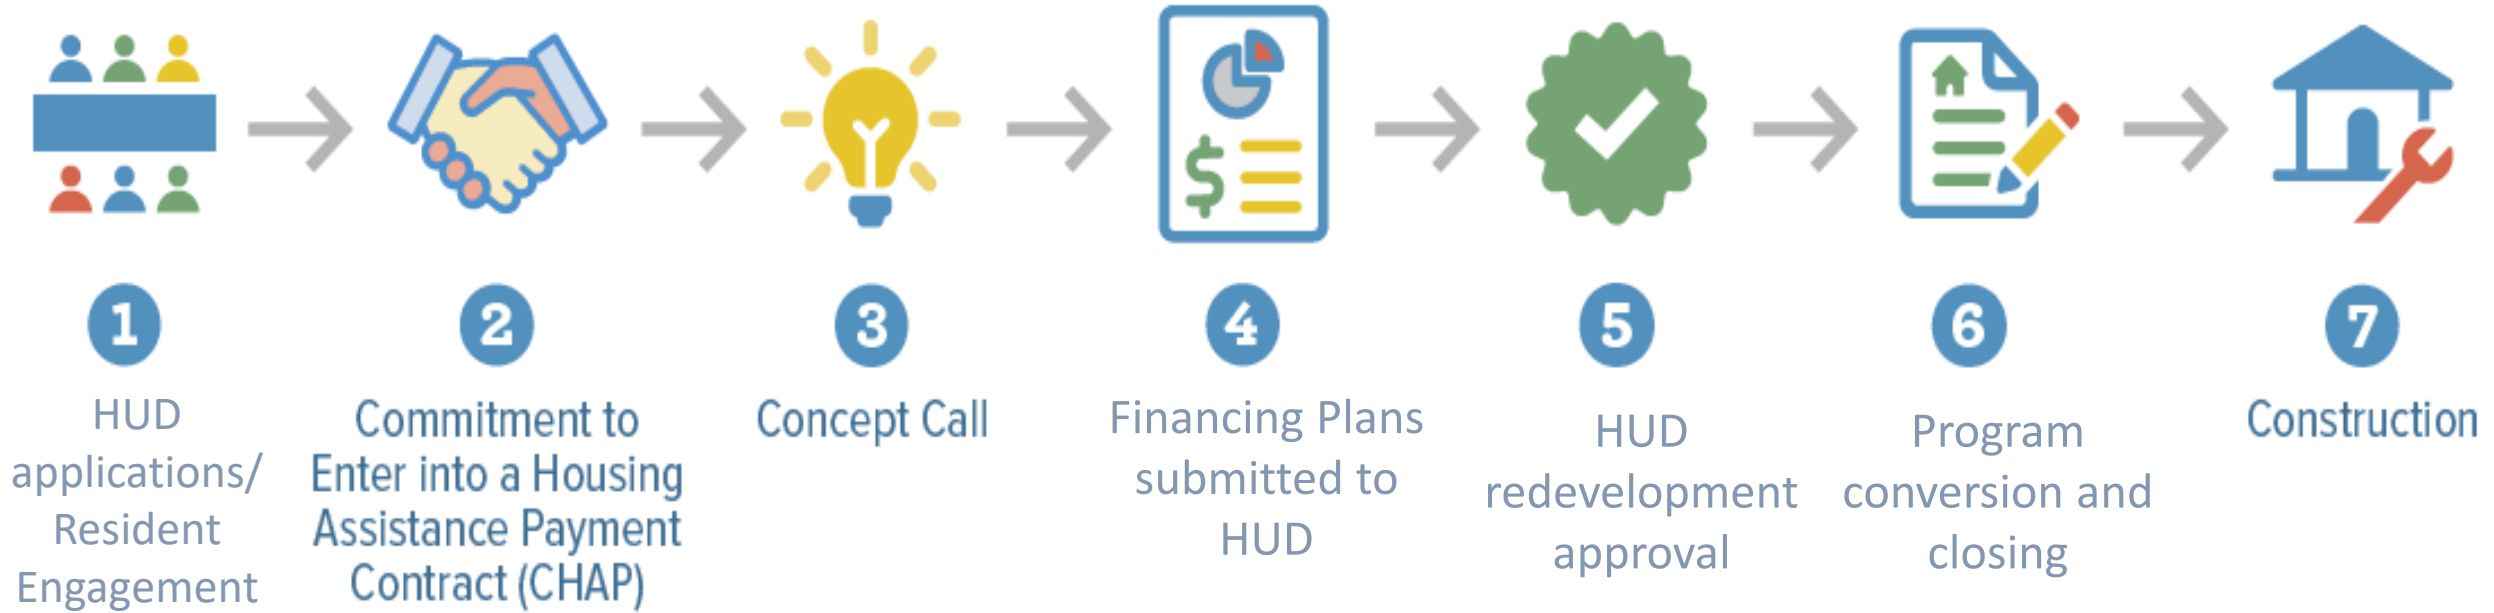 1
HUD
applications/
Resident
Engagement
2
Commitment to
Enter into a Housing
Assistance Payment
Contract (CHAP)
3
Concept Call
$
4
Financing Plans
submitted to
HUD
5
HUD
redevelopment
approval
6
Program
conversion and
closing
7
Construction